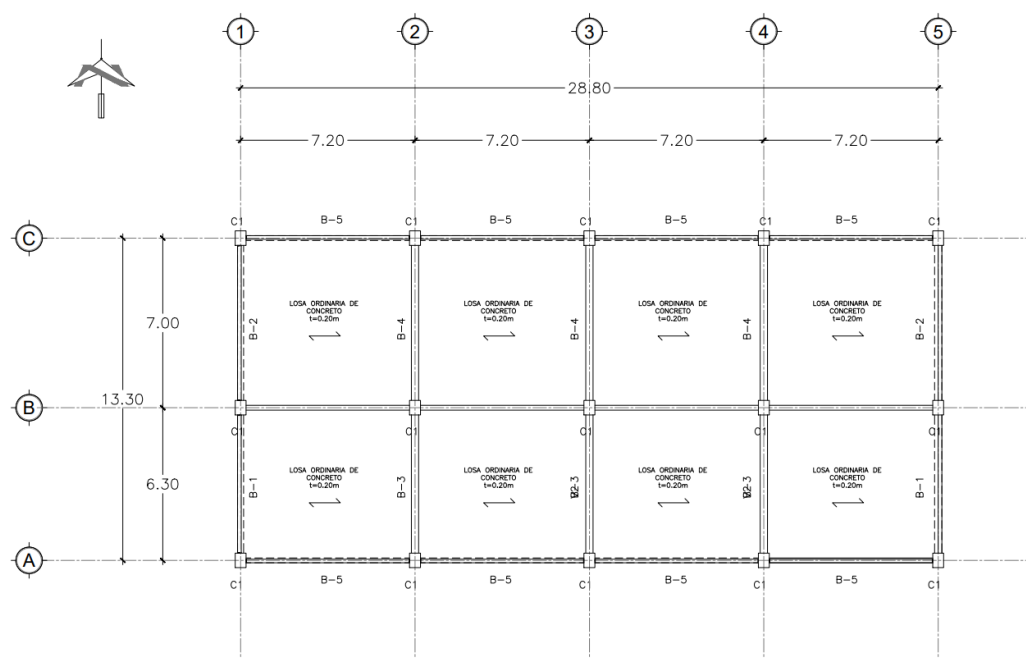 1 2 3 4 5
28.80
7.20 7.20 7.20 7.20
C1 B-5 C1 B-5 C1 B-5 C1 B-5 C1
C
LOSA ORDINARIA DE LOSA ORDINARIA DE LOSA ORDINARIA DE LOSA ORDINARIA DE
CONCRETO CONCRETO CONCRETO CONCRETO
t=0.20m t=0.20m t=0.20m t=0.20m
7.00 B-2 B-4 B-4 B-4 B-2
13.30
B
C1 C1 C1 C1 C1
LOSA ORDINARIA DE LOSA ORDINARIA DE LOSA ORDINARIA DE LOSA ORDINARIA DE
CONCRETO CONCRETO CONCRETO CONCRETO
t=0.20m t=0.20m t=0.20m t=0.20m
6.30 B-1 B-3 B-1
A
C1 B-5 C1 B-5 C1 B-5 C1 B-5 C1